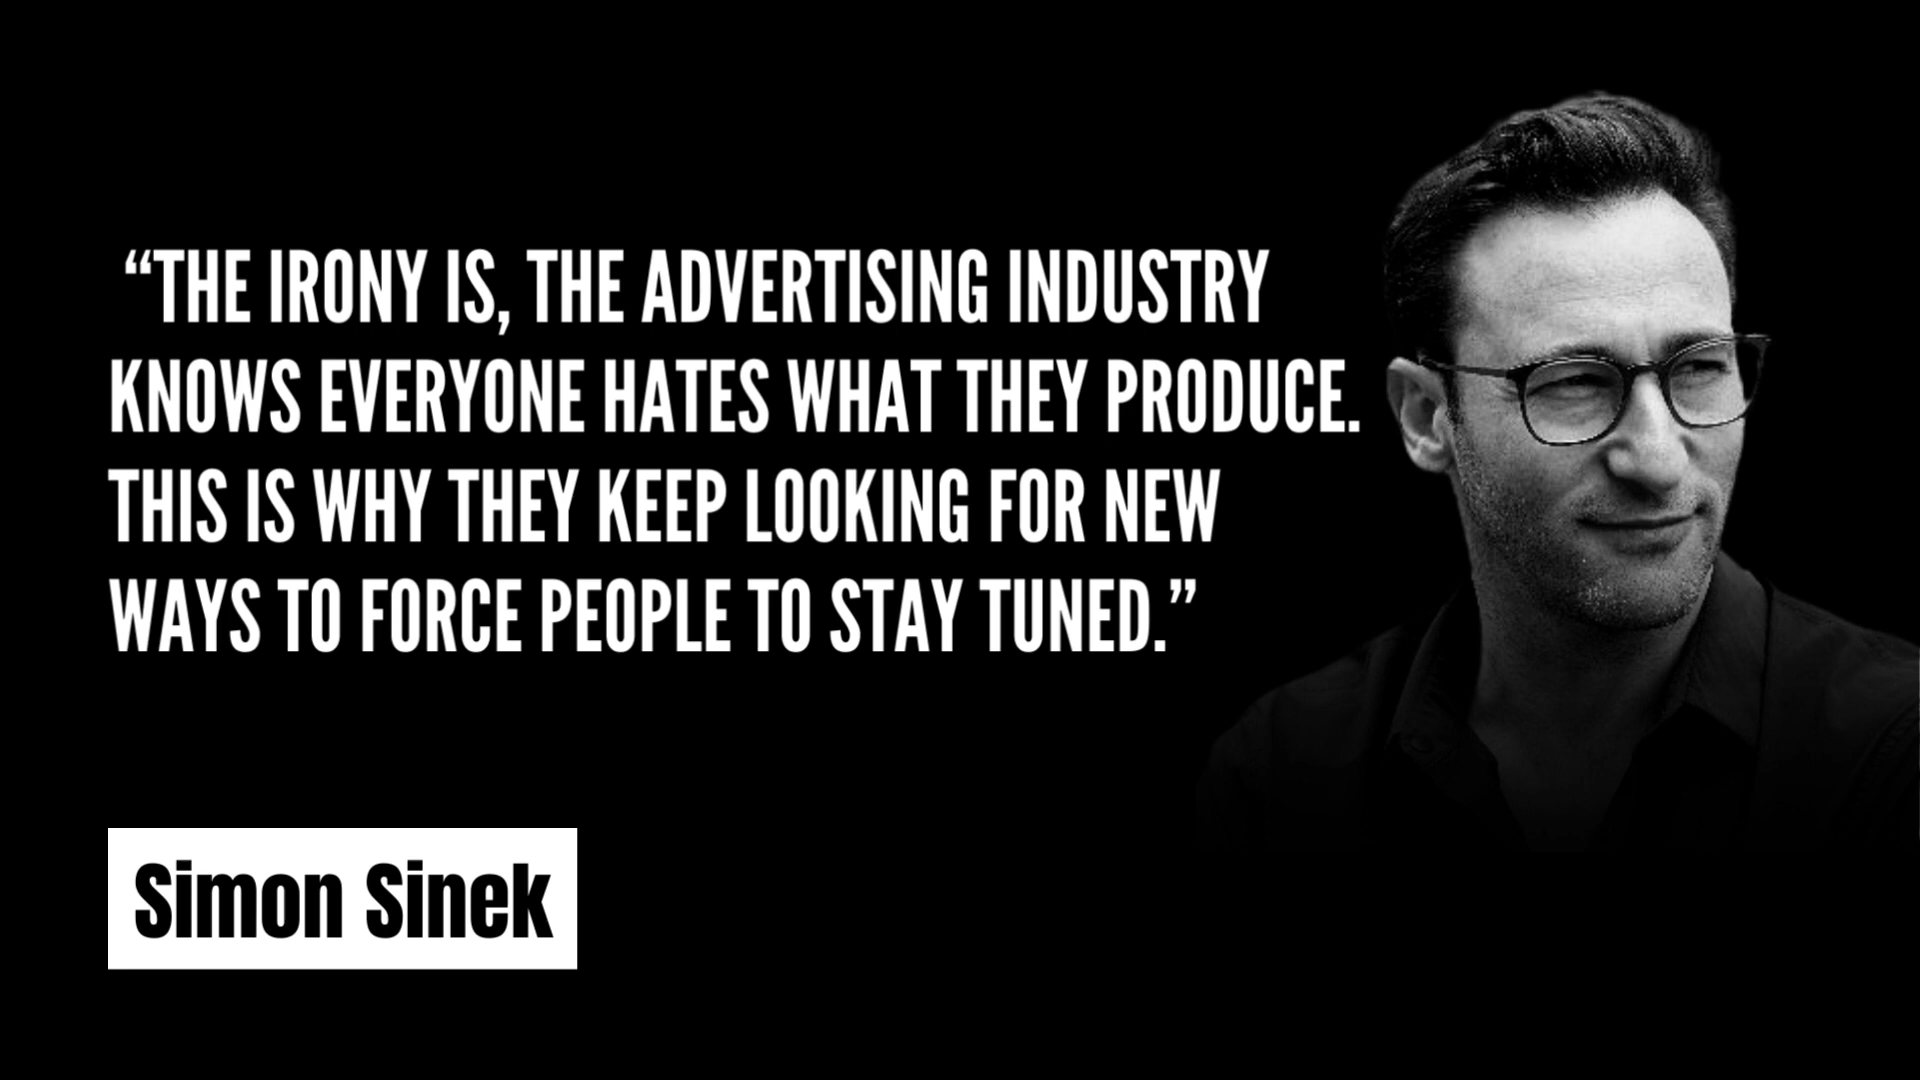 “THE IRONY IS, THE ADVERTISING INDUSTRY
KNOWS EVERYONE HATES WHAT THEY PRODUCE.
THIS IS WHY THEY KEEP LOOKING FOR NEW
WAYS TO FORCE PEOPLE TO STAY TUNED.”
Simon Sinek